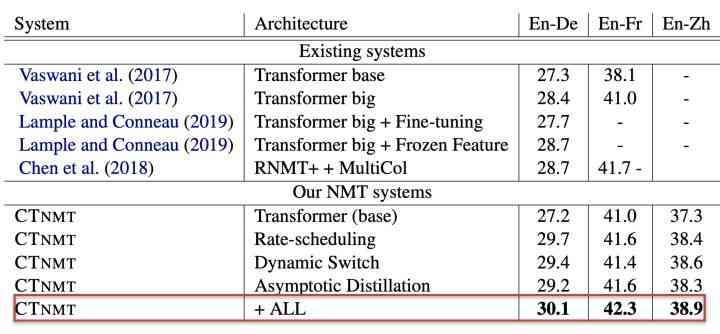 System Architecture En-De En-Fr En-Zh
Existing systems
Vaswani et al. (2017) Transformer base 27.3 38.1 -
Vaswani et al. (2017) Transformer big 28.4 41.0 -
Lample and Conneau (2019) Transformer big + Fine-tuning 27.7 - -
Lample and Conneau (2019) Transformer big + Frozen Feature 28.7 - -
Chen et al. (2018) RNMT+ + MultiCol 28.7 41.7 -
Our NMT systems
CTNMT Transformer (base) 27.2 41.0 37.3
CTNMT Rate-scheduling 29.7 41.6 38.4
CTNMT Dynamic Switch 29.4 41.4 38.6
CTNMT Asymptotic Distillation 29.2 41.6 38.3
CTNMT + ALL 30.1 42.3 38.9